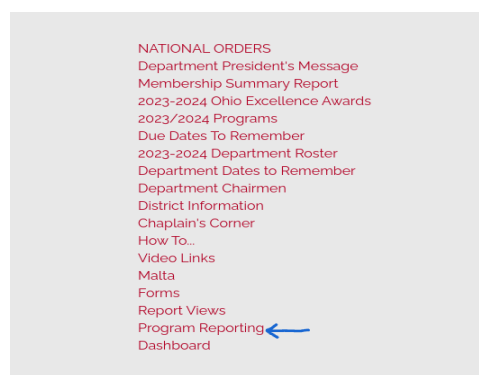 NATIONAL ORDERS
Department President's Message
Membership Summary Report
2023-2024 Ohio Excellence Awards
2023/2024 Programs
Due Dates To Remember
2023-2024 Department Roster
Department Dates to Remember
Department Chairmen
District Information
Chaplain's Corner
How To...
Video Links
Malta
Forms
Report Views
Program Reporting
Dashboard